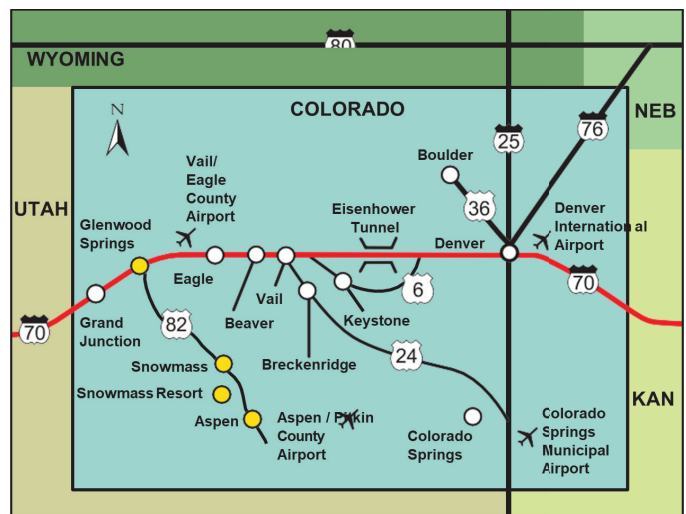 80
WYOMING
N
COLORADO
NEB
25
76
Boulder
Vail/
Eagle
County
Airport
36
UTAH
Glenwood
Springs
Eisenhower
Tunnel
Denver
Denver
International
Airport
Eagle
70
Vail
6
70
Grand
Junction
82
Beaver
Keystone
Breckenridge
24
Snowmass
Snowmass Resort
KAN
Aspen
Aspen / Pitkin
County
Airport
Colorado
Springs
Colorado
Springs
Municipal
Airport